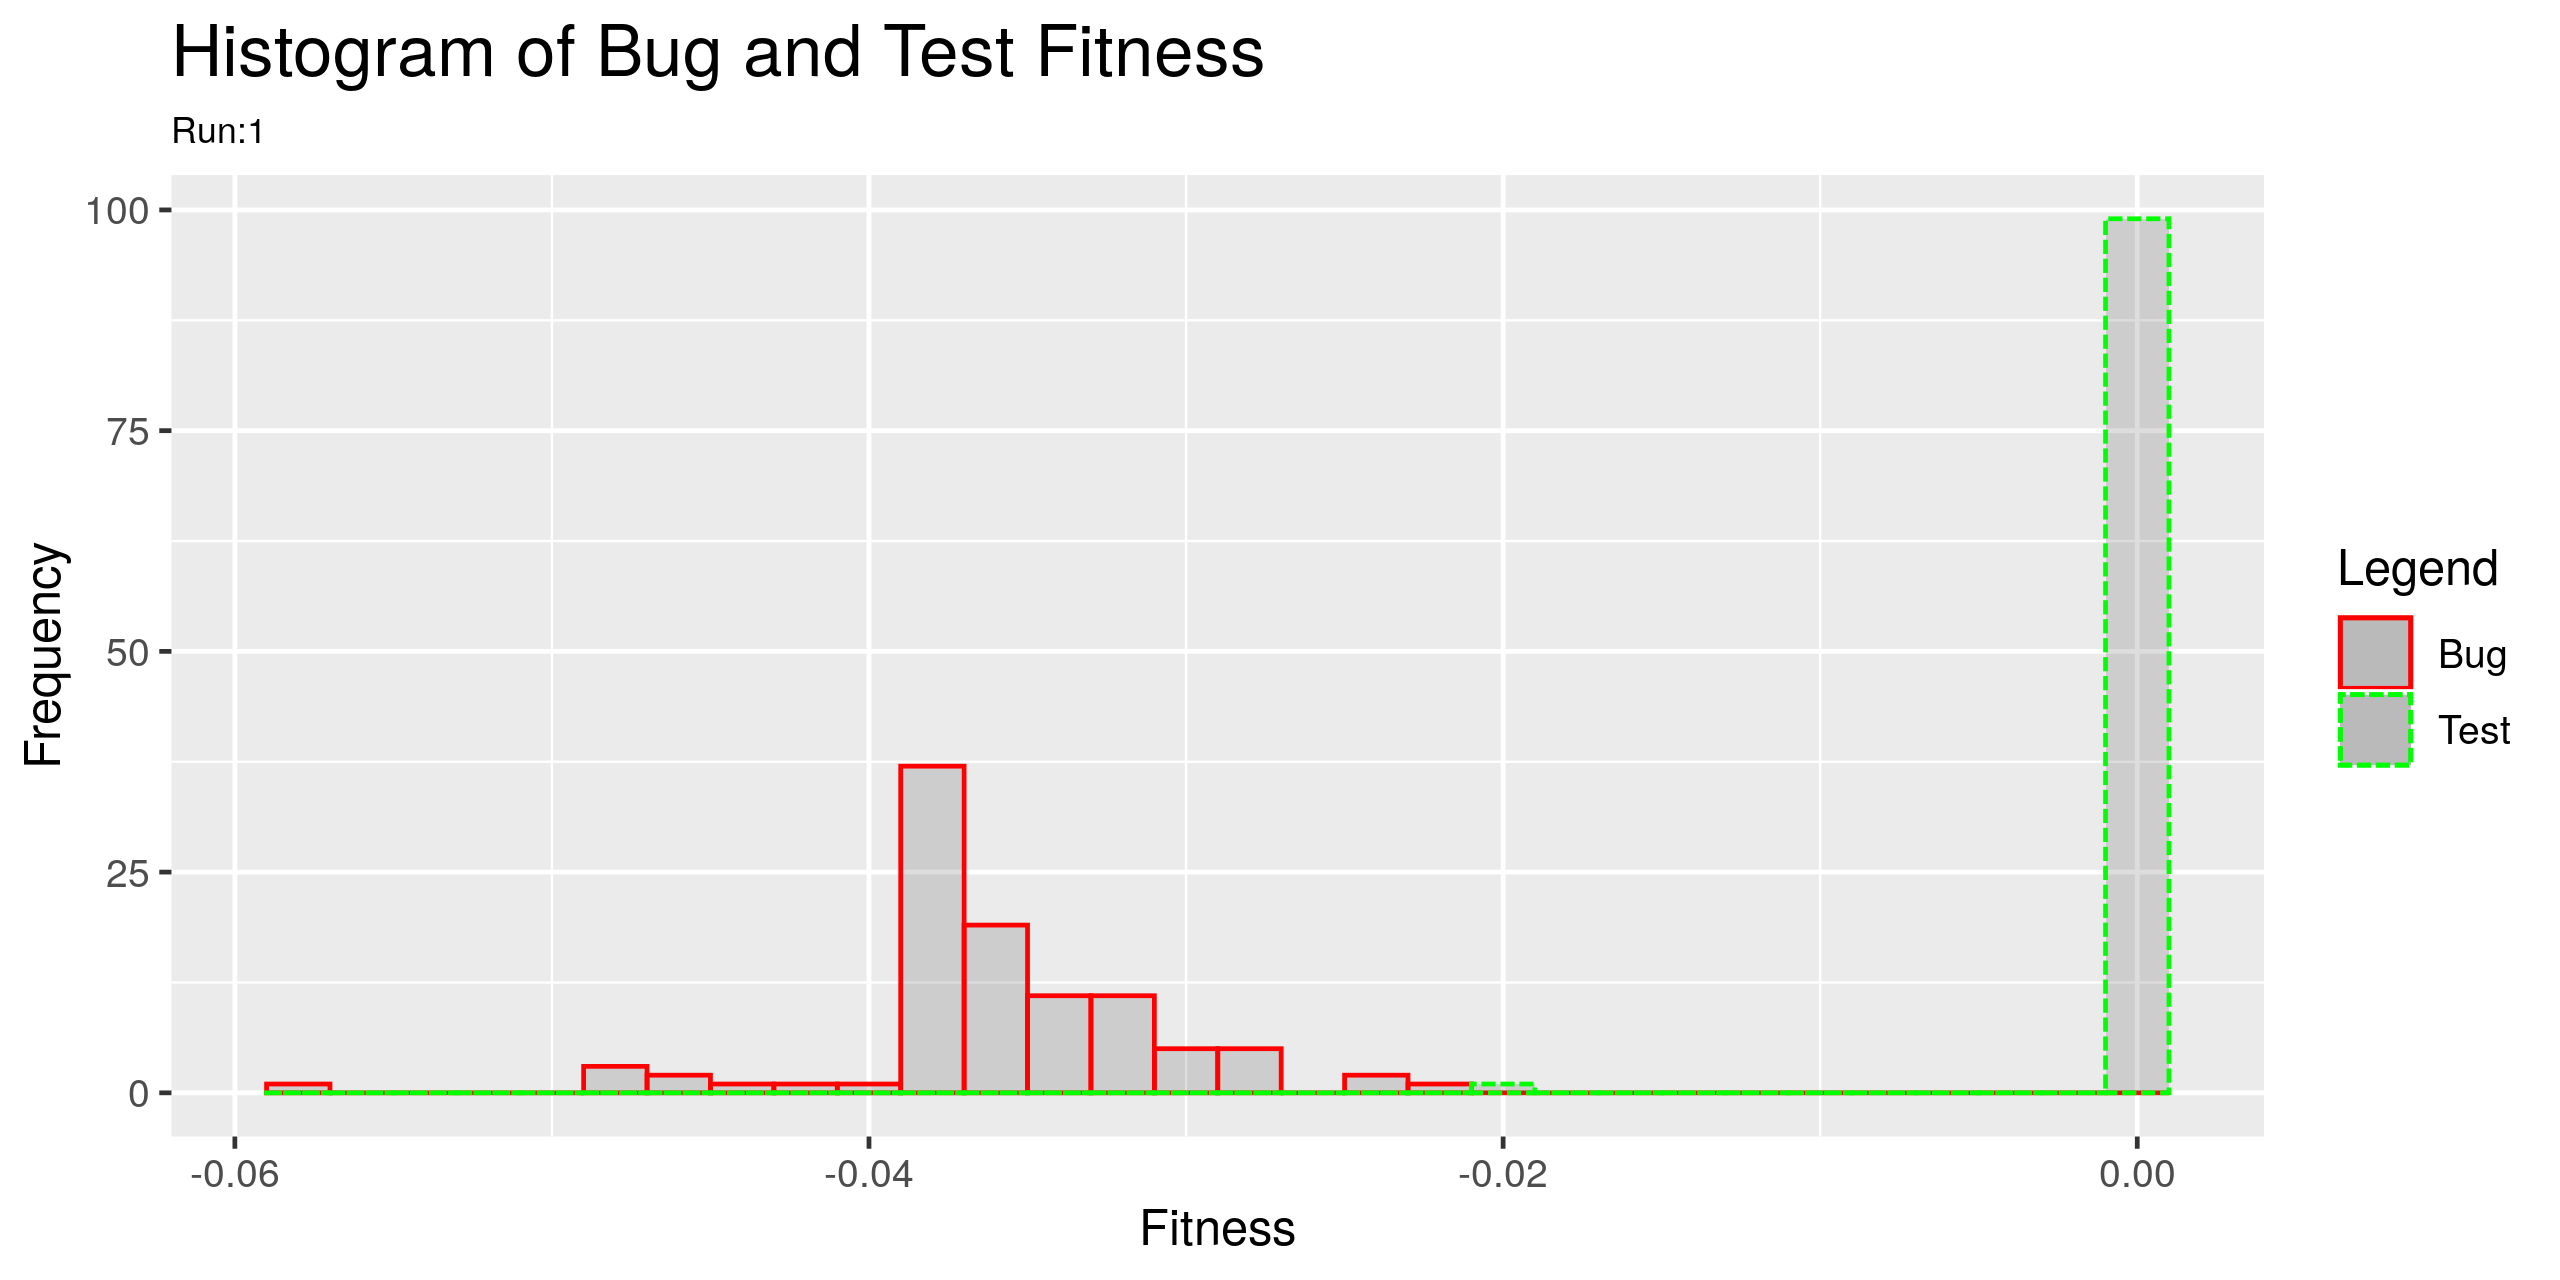 Histogram of Bug and Test Fitness
Run:1
100
75
50
25
0
Frequency
-0.06
-0.04
-0.02
0.00
Fitness
Legend
Bug
Test